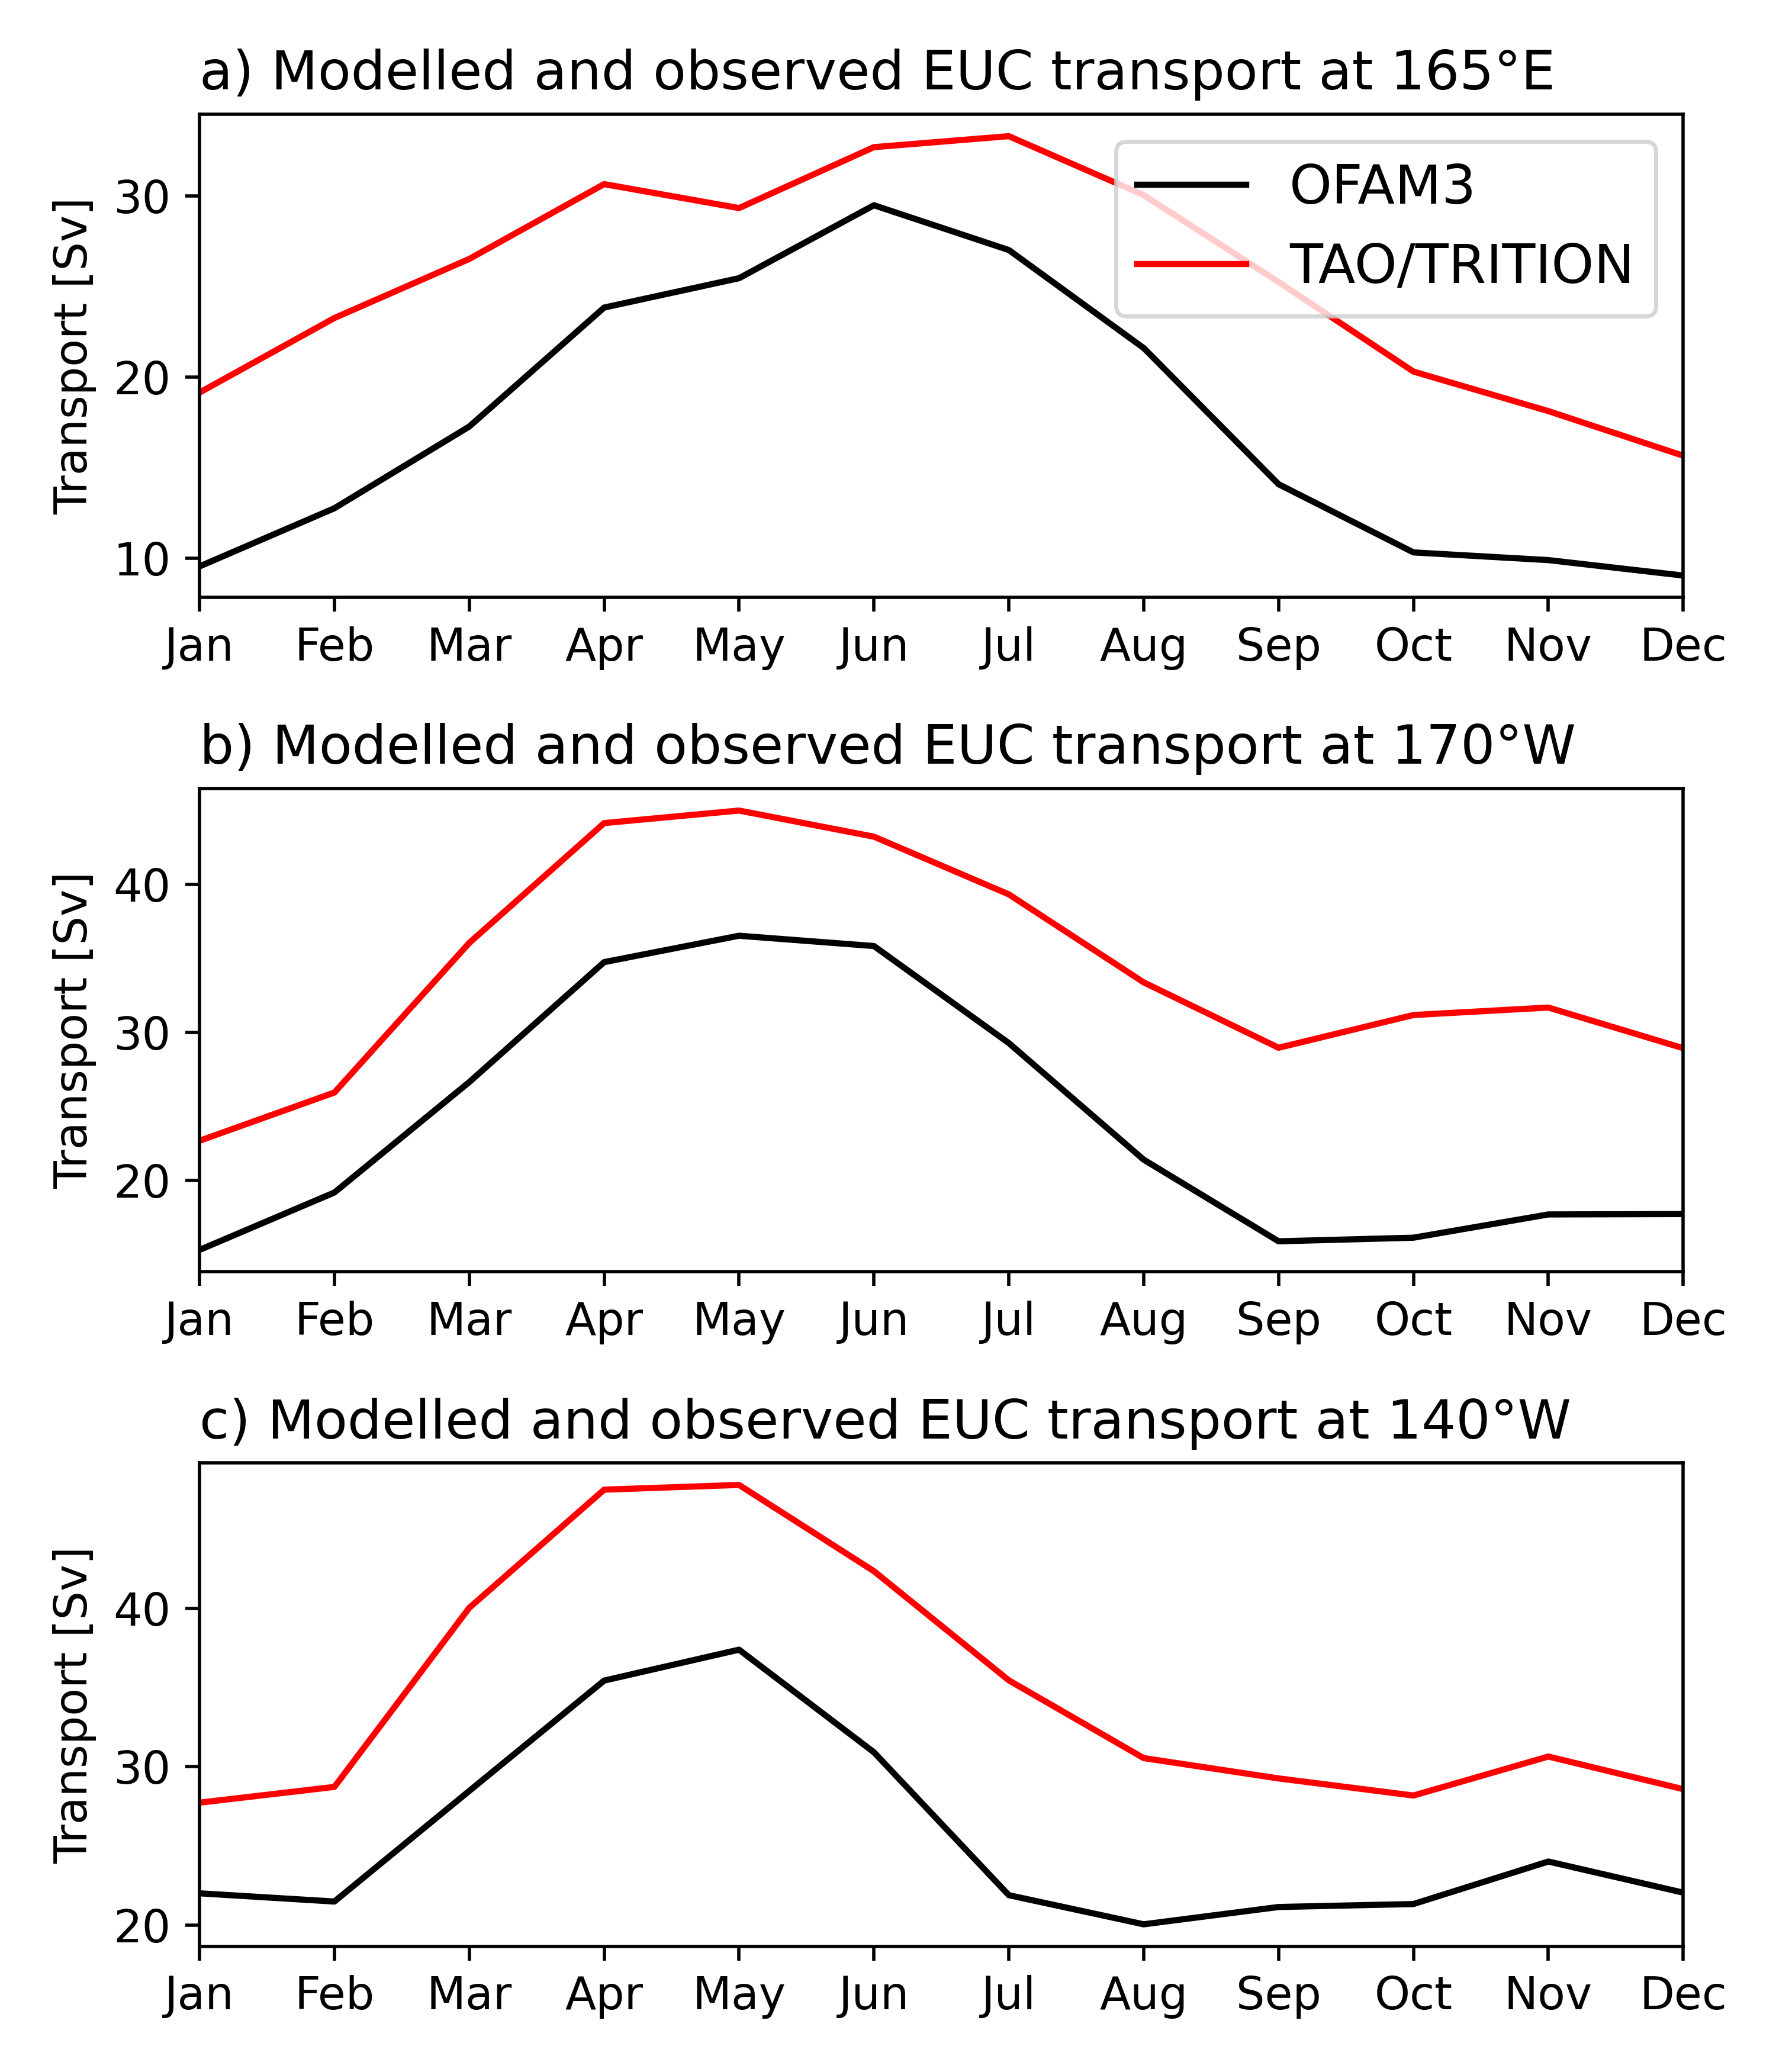 a) Modelled and observed EUC transport at 165°E
Transport [Sv]
30
20
10
OFAM3
TAO/TRITION
Jan Feb Mar Apr May Jun Jul Aug Sep Oct Nov Dec
b) Modelled and observed EUC transport at 170°W
Transport [Sv]
40
30
20
Jan Feb Mar Apr May Jun Jul Aug Sep Oct Nov Dec
c) Modelled and observed EUC transport at 140°W
Transport [Sv]
40
30
20
Jan Feb Mar Apr May Jun Jul Aug Sep Oct Nov Dec